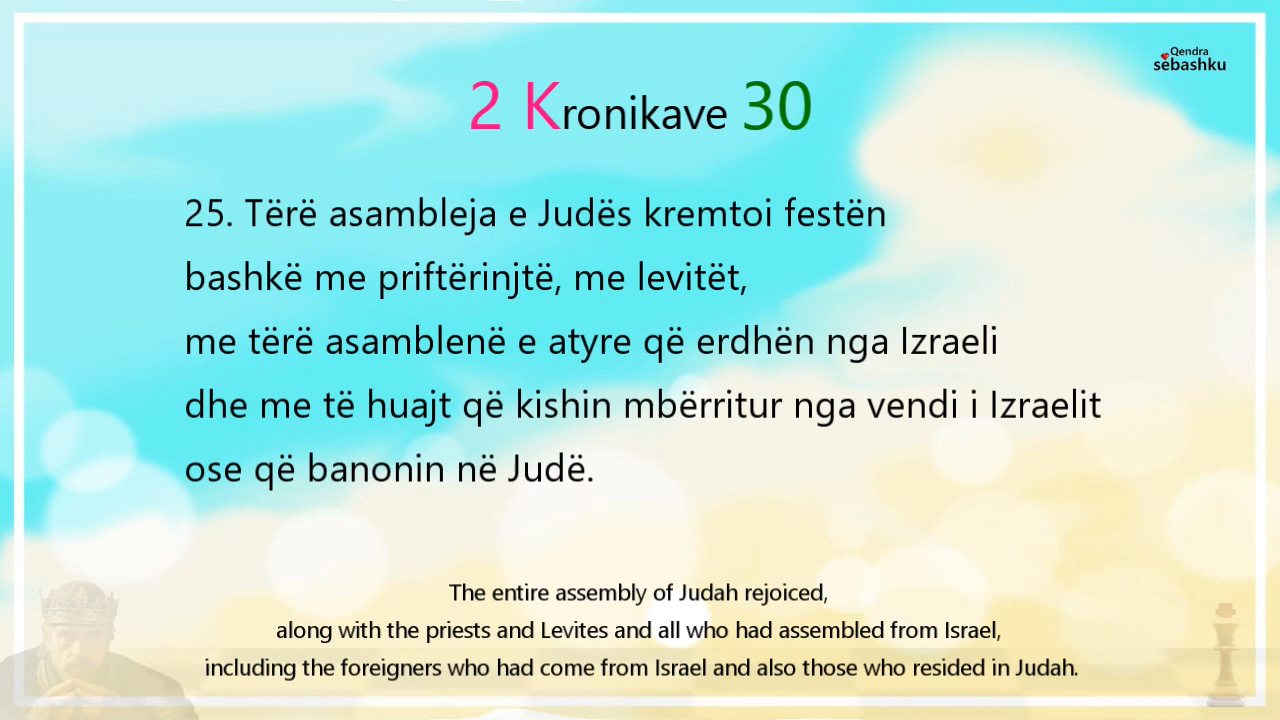 Qendra
sëbashku
2 Kronikave 30
25. Tërë asambleja e Judës kremtoi festën
bashkë me priftërinjtë, me levitët,
me tërë asamblenë e atyre që erdhën nga Izraeli
dhe me të huajt që kishin mbërritur nga vendi i Izraelit
ose që banonin në Judë.
The entire assembly of Judah rejoiced,
along with the priests and Levites and all who had assembled from Israel,
including the foreigners who had come from Israel and also those who resided in Judah.